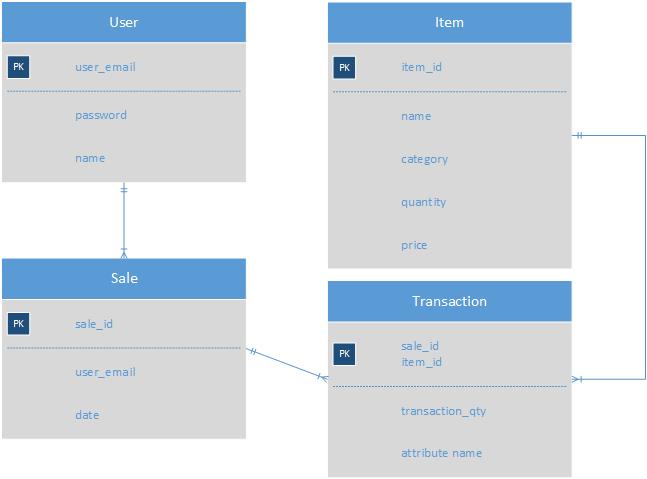 User
PK
user_email
password
name
Item
PK
item_id
name
category
quantity
price
Sale
PK
sale_id
user_email
date
Transaction
PK
sale_id
item_id
transaction_qty
attribute name